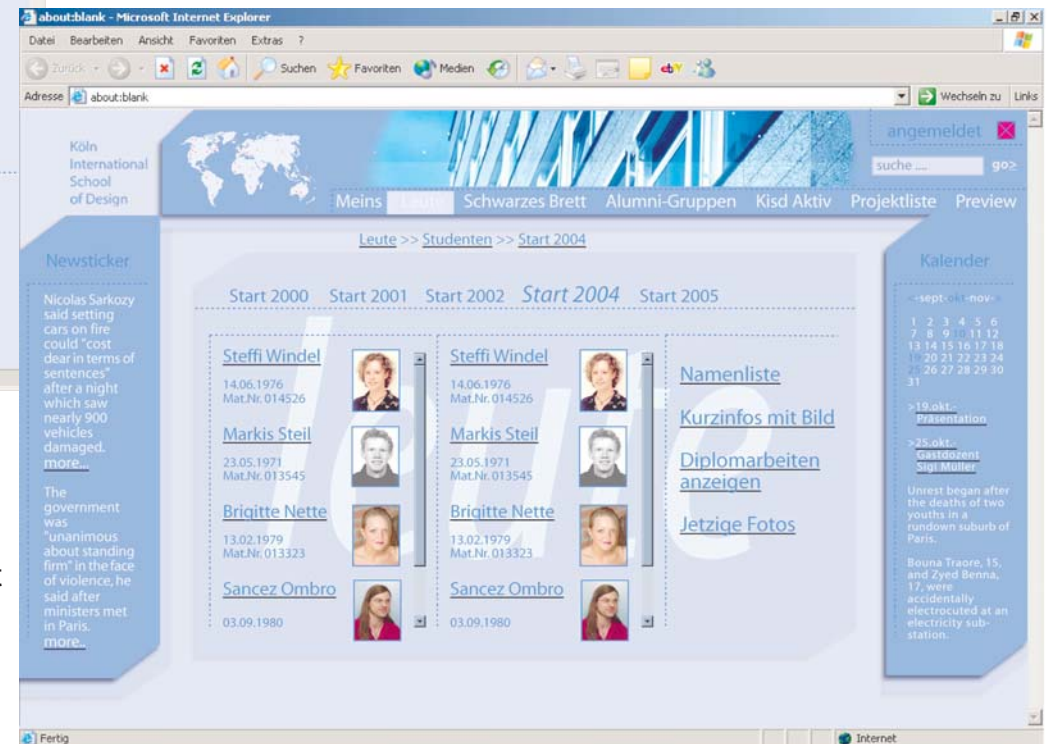 about:blank - Microsoft Internet Explorer
Datei Bearbeiten Ansicht Favoriten Extras ?
Zurück Suchen Favoriten Medien
Adresse about:blank Wechseln zu Links
Köln
International
School
of Design
angemeldet
suche .... go>
Meins Leute Schwarzes Brett Alumni-Gruppen Kisd Aktiv Projektliste Preview
Leute >> Studenten >> Start 2004
Newsticker
Nicolas Sarkozy
said setting
cars on fire
could "cost
dear in terms of
sentences"
after a night
which saw
nearly 900
vehicles
damaged.
more...
The
government
was
"unanimous
about standing
firm" in the face
of violence, he
said after
ministers met
in Paris.
more..
Start 2000 Start 2001 Start 2002 Start 2004 Start 2005
leute
Steffi Windel
14.06.1976
Mat.Nr. 014526
Markis Steil
23.05.1971
Mat.Nr. 013545
Brigitte Nette
13.02.1979
Mat.Nr. 013323
Sancez Ombro
03.09.1980
Steffi Windel
14.06.1976
Mat.Nr. 014526
Markis Steil
23.05.1971
Mat.Nr. 013545
Brigitte Nette
13.02.1979
Mat.Nr. 013323
Sancez Ombro
03.09.1980
Namenliste
Kurzinfos mit Bild
Diplomarbeiten
anzeigen
Jetzige Fotos
Kalender
<-sept-okt-nov->
1 2 3 4 5 6
7 8 9 10 11 12
13 14 15 16 17 18
19 20 21 22 23 24
25 26 27 28 29 30
31
>19.okt.-
Präsentation
>25.okt.-
Gastdozent
Sigi Müller
Unrest began after
the deaths of two
youths in a
rundown suburb of
Paris.
Bouna Traore, 15,
and Zyed Benna,
17, were
accidentally
electrocuted at an
electricity sub-
station.
Fertig Internet